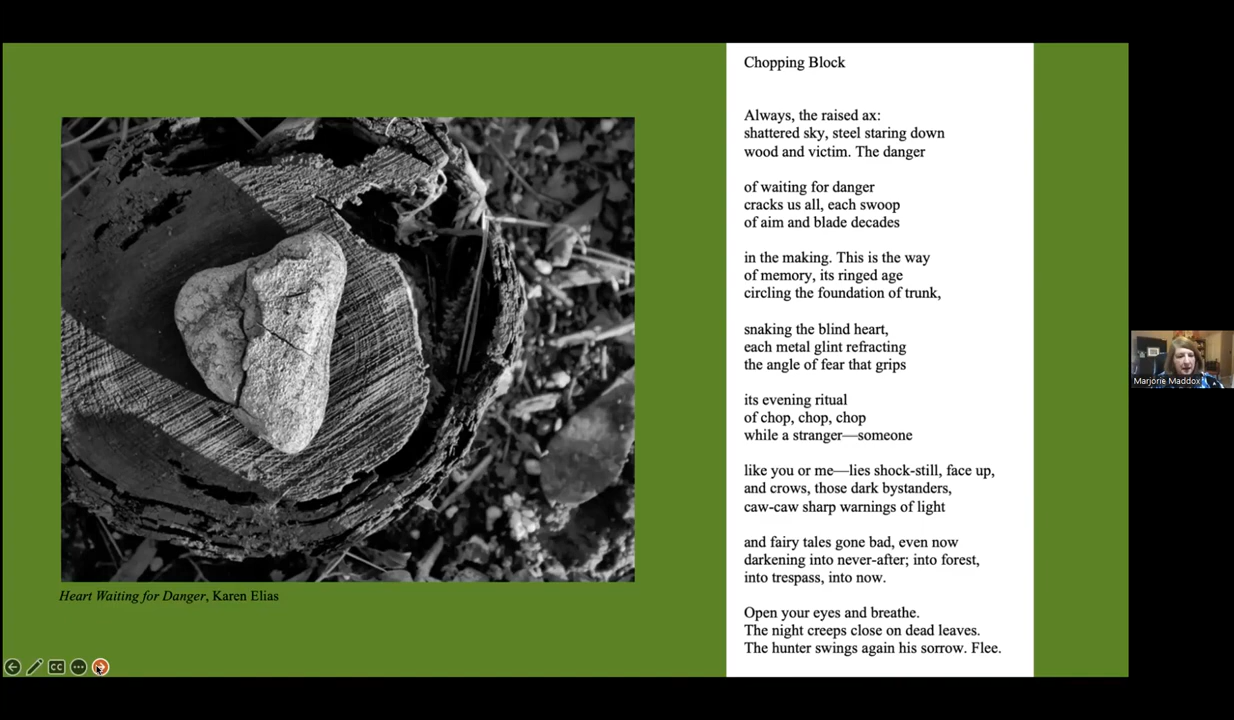 Chopping Block
Always, the raised ax:
shattered sky, steel staring down
wood and victim. The danger
of waiting for danger
cracks us all, each swoop
of aim and blade decades
in the making. This is the way
of memory, its ringed age
circling the foundation of trunk,
snaking the blind heart,
each metal glint refracting
the angle of fear that grips
its evening ritual
of chop, chop, chop
while a stranger—someone
like you or me—lies shock-still, face up,
and crows, those dark bystanders,
caw-caw sharp warnings of light
and fairy tales gone bad, even now
darkening into never-after; into forest,
into trespass, into now.
Open your eyes and breathe.
The night creeps close on dead leaves.
The hunter swings again his sorrow. Flee.
Heart Waiting for Danger, Karen Elias
CC
Marjorie Maddox